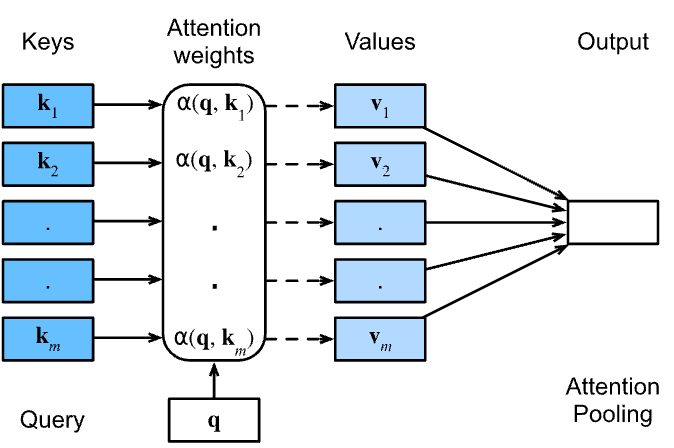 Keys
Attention
weights
Values
Output
k1
α(q, k1)
v1
k2
α(q, k2)
v2
. . .
. . .
km
α(q, km)
vm
Query
q
Attention
Pooling